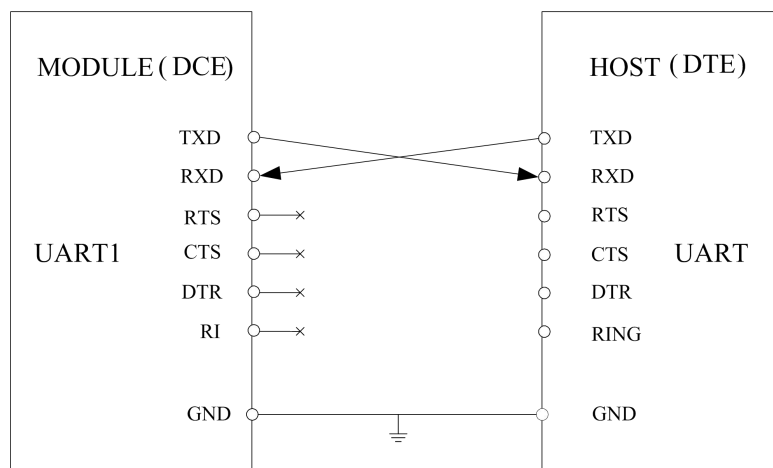 MODULE(DCE)
HOST (DTE)
TXD
TXD
RXD
RXD
RTS
RTS
UART1
CTS
CTS
UART
DTR
DTR
RI
RING
GND
GND